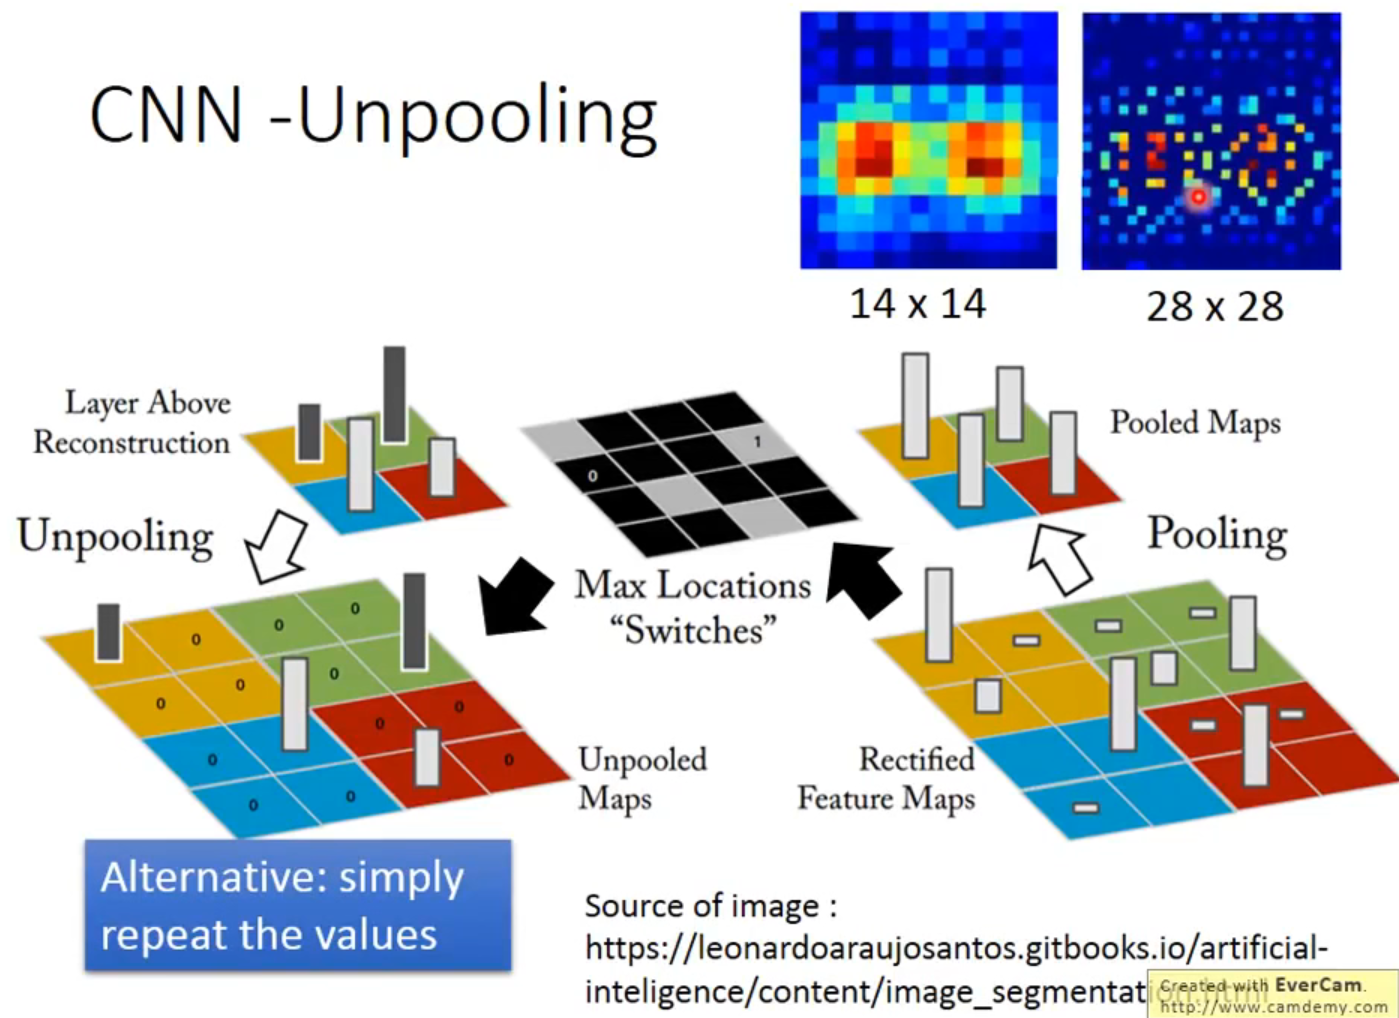 CNN -Unpooling
14 x 14
28 x 28
Layer Above
Reconstruction
0
1
Pooled Maps
Unpooling
Max Locations
“Switches”
Pooling
0
0
0
0
0
0
0
0
0
0
0
0
Unpooled
Maps
Rectified
Feature Maps
Alternative: simply
repeat the values
Source of image :
https://leonardoaraujosantos.gitbooks.io/artificial-
inteligence/content/image_segmentation.html
Created with EverCam.
http://www.camdemy.com